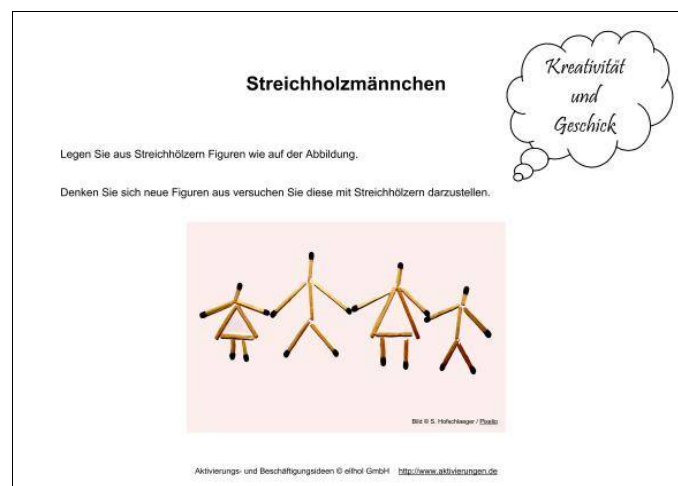 Kreativität
und
Geschick
Streichholzmännchen
Legen Sie aus Streichhölzern Figuren wie auf der Abbildung.
Denken Sie sich neue Figuren aus versuchen Sie diese mit Streichhölzern darzustellen.
Bild © S. Hofschlaeger / Pixelio
Aktivierungs- und Beschäftigungsideen © ellhol GmbH http://www.aktivierungen.de